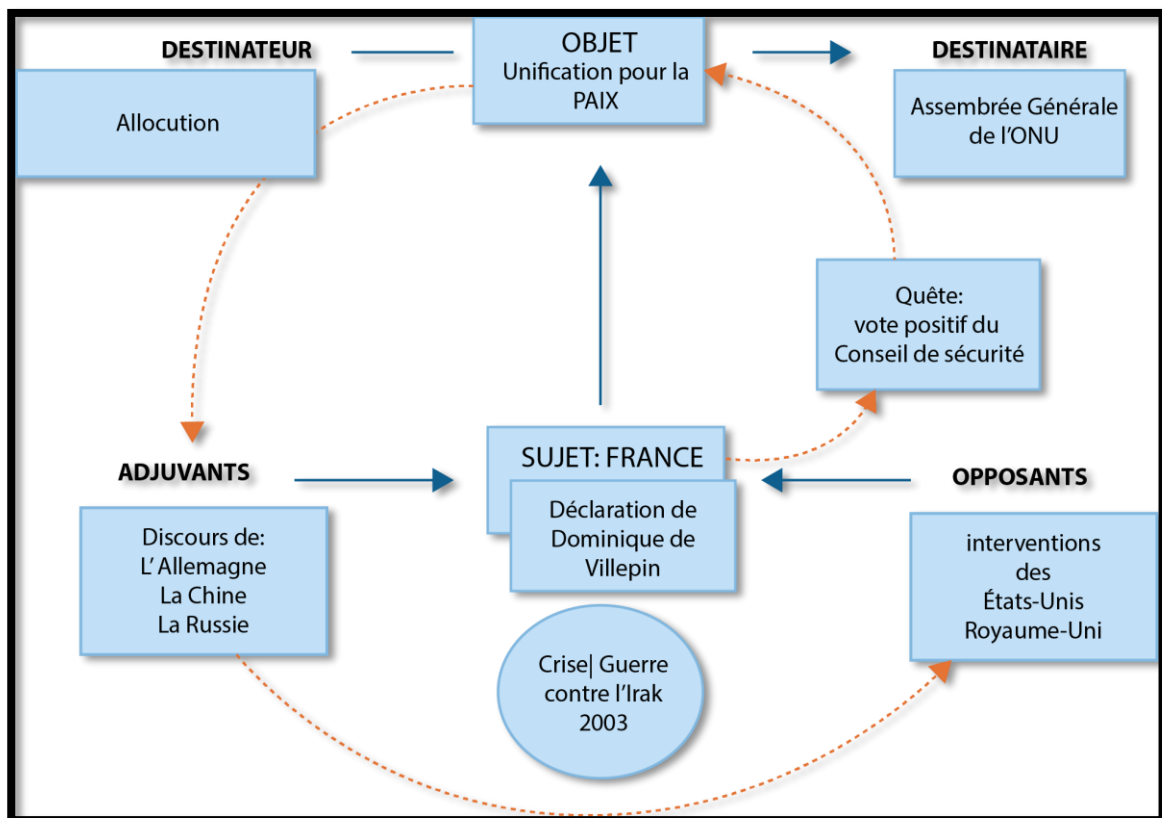 DESTINATEUR
OBJET
Unification pour la
PAIX
DESTINATAIRE
Allocution
Assembrée Générale
de l'ONU
Quête:
vote positif du
Conseil de sécurité
ADJUVANTS
SUJET: FRANCE
OPPOSANTS
Déclaration de
Dominique de
Villepin
Discours de:
L' Allemagne
La Chine
La Russie
interventions
des
États-Unis
Royaume-Uni
Crise| Guerre
contre l'Irak
2003